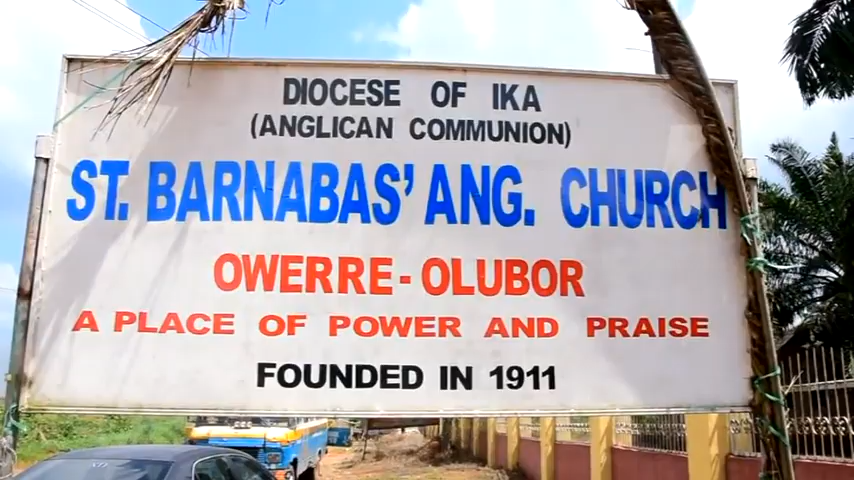 DIOCESE OF IKA
(ANGLICAN COMMUNION)
ST. BARNABAS' ANG. CHURCH
OWERRE-OLUBOR
A PLACE OF POWER AND PRAISE
FOUNDED IN 1911